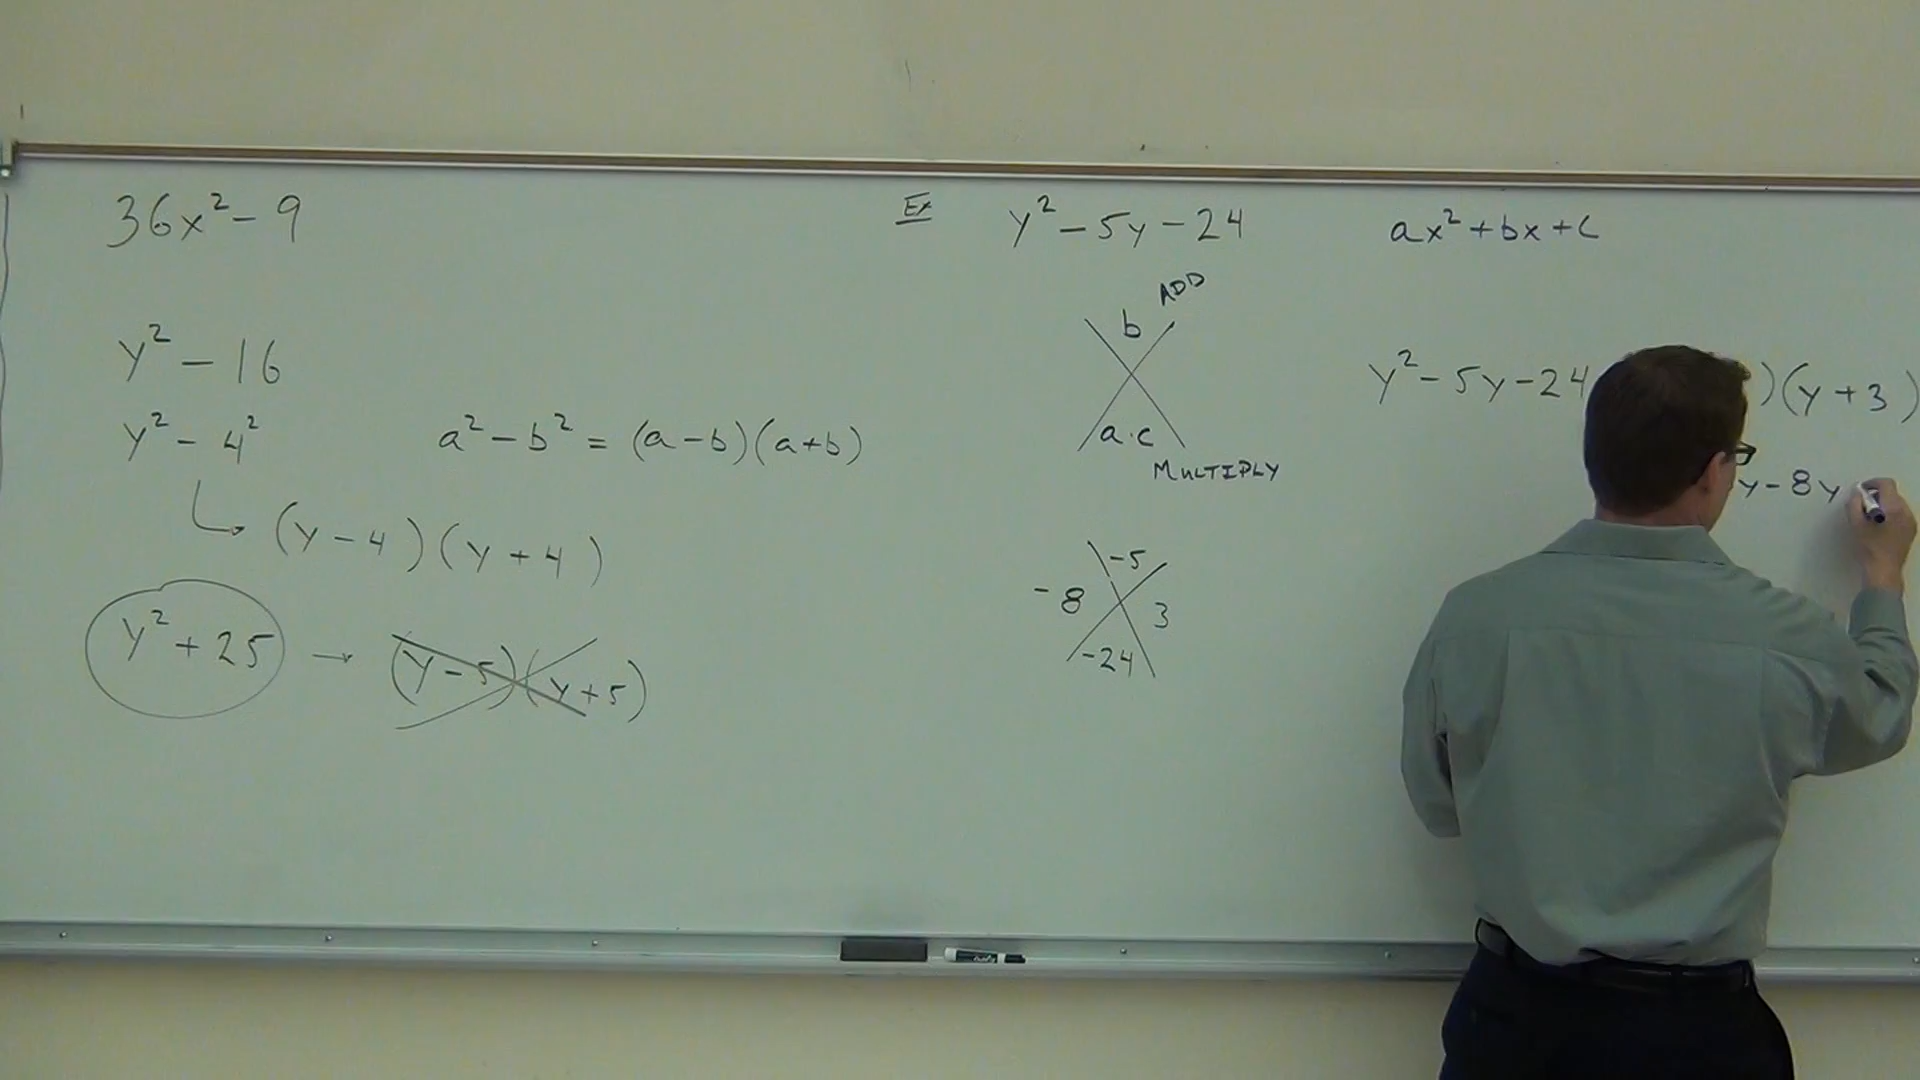 36x² - 9
y² - 16
y² - 4²
a² - b² = (a - b)(a + b)
(y - 4)(y + 4)
y² + 25 → (y - 5)(y + 5)
Ex y² - 5y - 24
ax² + bx + c
ADD
b
a·c
MULTIPLY
-5
-8 3
-24
y² - 5y - 24 )(y + 3)
y - 8y